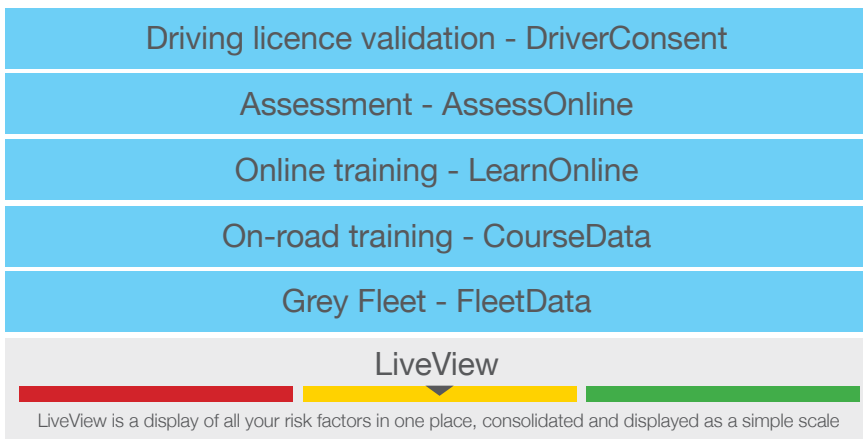 Driving licence validation - DriverConsent
Assessment - AssessOnline
Online training - LearnOnline
On-road training - CourseData
Grey Fleet - FleetData
LiveView
LiveView is a display of all your risk factors in one place, consolidated and displayed as a simple scale